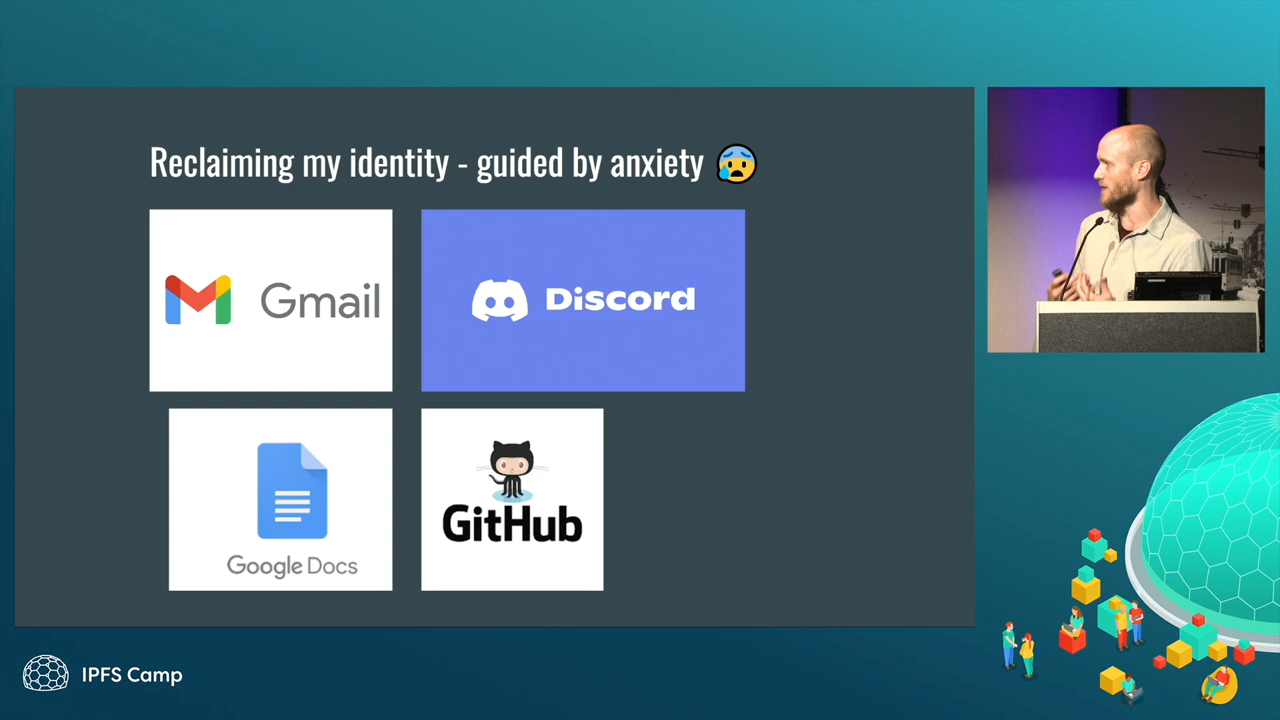 Reclaiming my identity - guided by anxiety 😰
Gmail
Discord
Google Docs
GitHub
IPFS Camp